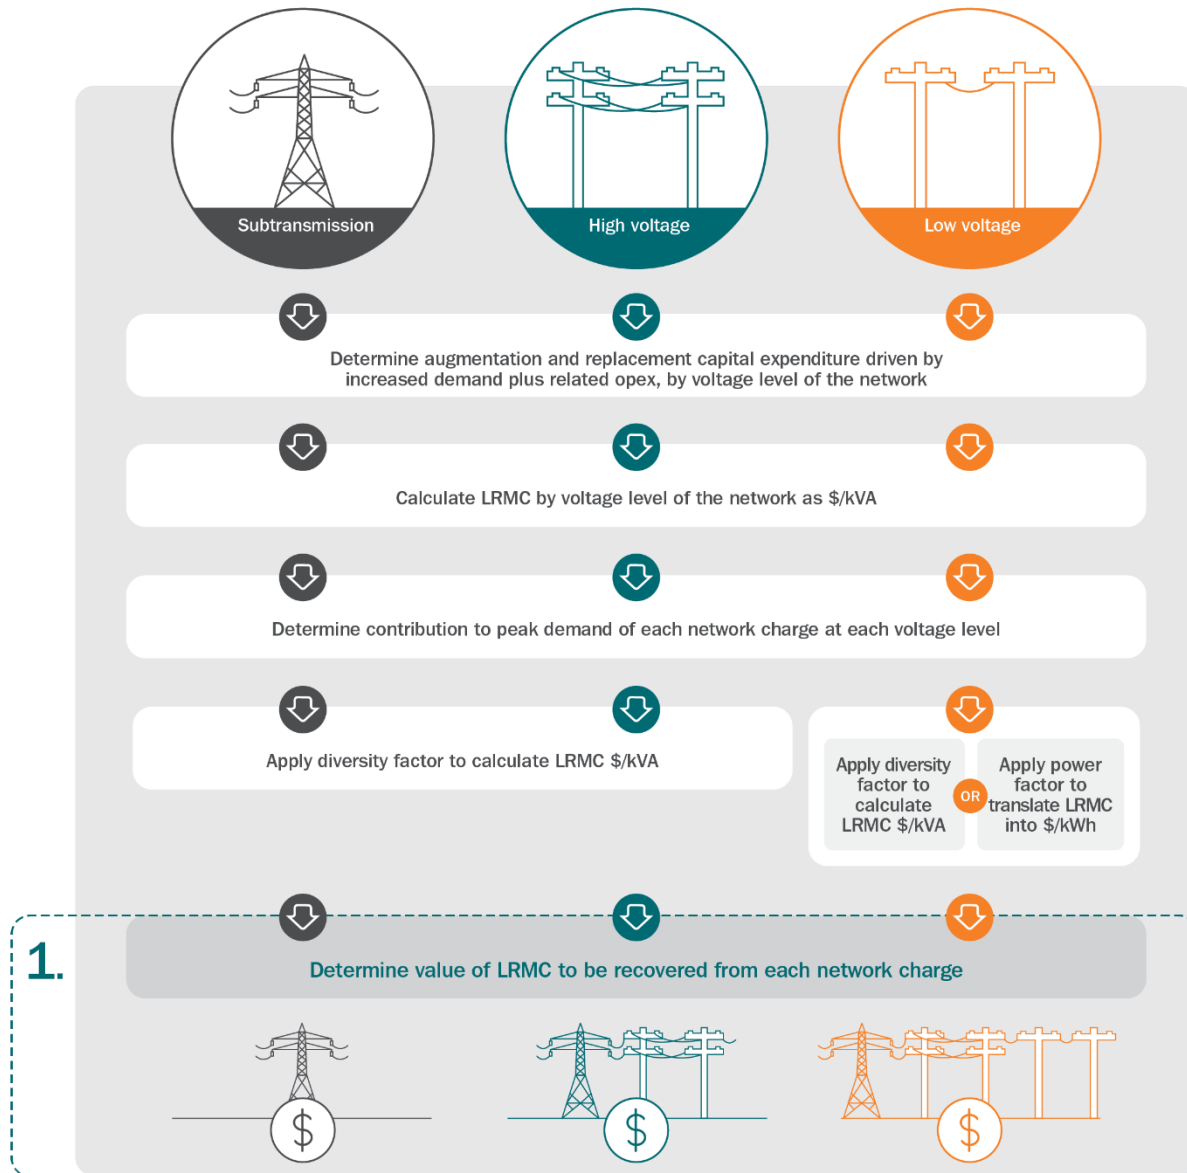 Subtransmission
High voltage
Low voltage
Determine augmentation and replacement capital expenditure driven by
increased demand plus related opex, by voltage level of the network
Calculate LRMC by voltage level of the network as $/kVA
Determine contribution to peak demand of each network charge at each voltage level
Apply diversity factor to calculate LRMC $/kVA
Apply diversity
factor to
calculate
LRMC $/kVA
OR
Apply power
factor to
translate LRMC
into $/kWh
1.
Determine value of LRMC to be recovered from each network charge
$
$
$